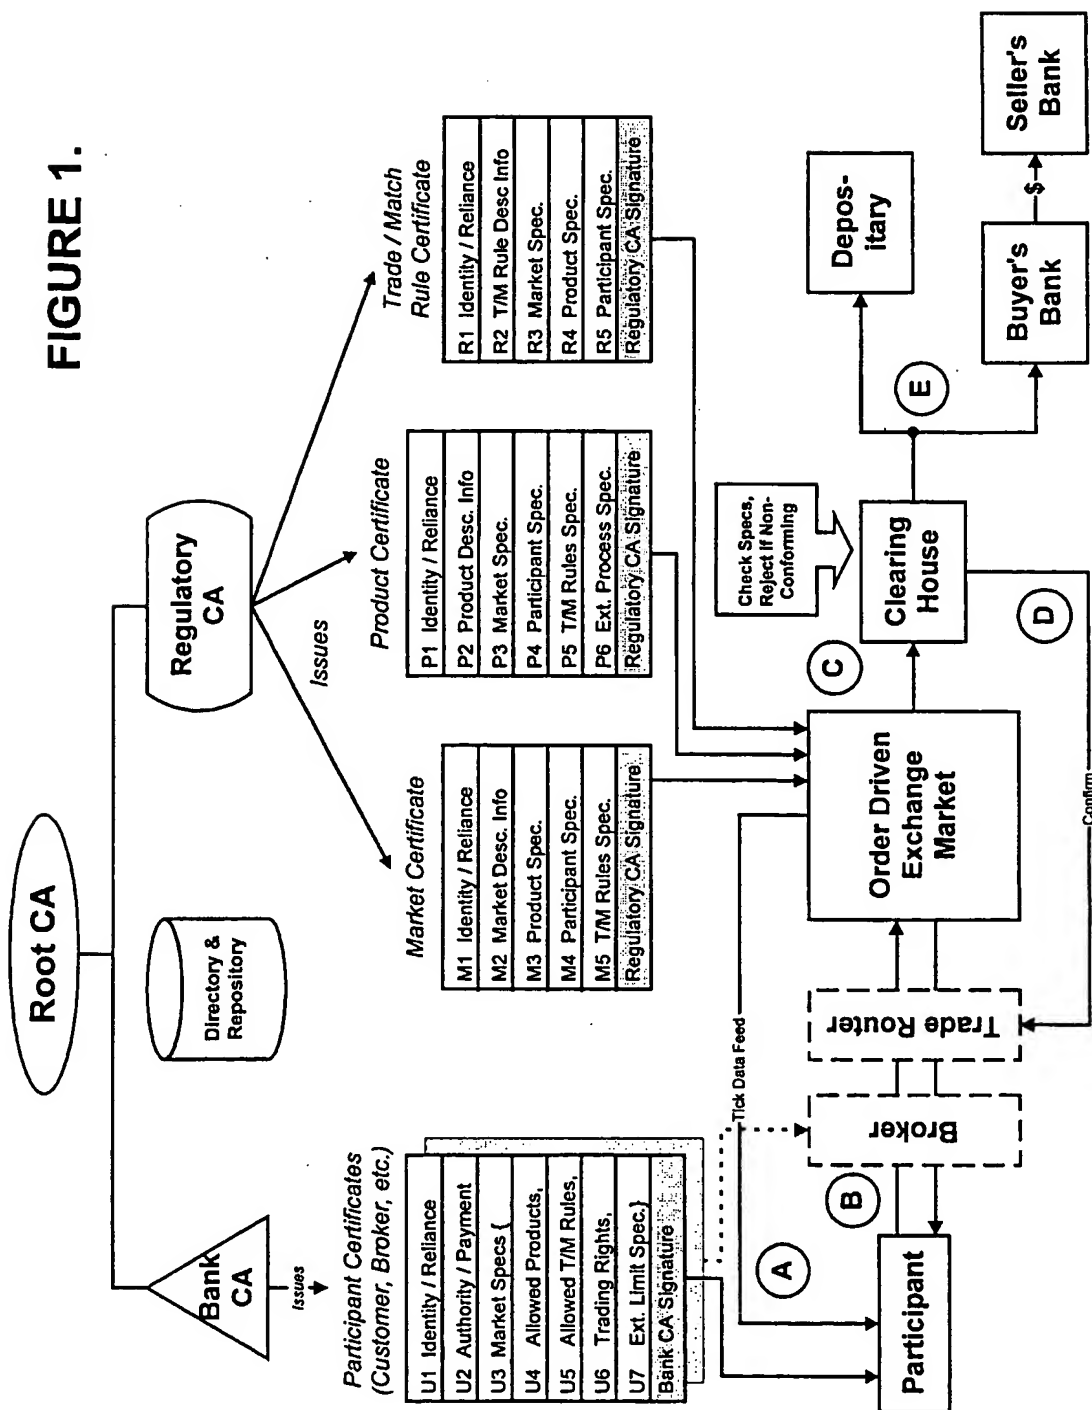 FIGURE 1.
Root CA
Bank
CA
Directory &
Repository
Regulatory
CA
Issues
Issues
Participant Certificates
(Customer, Broker, etc.)
U1 Identity / Reliance
U2 Authority / Payment
U3 Market Specs {
U4 Allowed Products,
U5 Allowed T/M Rules,
U6 Trading Rights,
U7 Ext. Limit Spec.}
Bank CA Signature
Market Certificate
M1 Identity / Reliance
M2 Market Desc. Info
M3 Product Spec.
M4 Participant Spec.
M5 T/M Rules Spec.
Regulatory CA Signature
Product Certificate
P1 Identity / Reliance
P2 Product Desc. Info
P3 Market Spec.
P4 Participant Spec.
P5 T/M Rules Spec.
P6 Ext. Process Spec.
Regulatory CA Signature
Trade / Match
Rule Certificate
R1 Identity / Reliance
R2 T/M Rule Desc Info
R3 Market Spec.
R4 Product Spec.
R5 Participant Spec.
Regulatory CA Signature
A
Tick Data Feed
Participant
B
Broker
Trade Router
Order Driven
Exchange
Market
C
Check Specs,
Reject If Non-
Conforming
Clearing
House
D
Confirm
E
Depos-
itary
Buyer's
Bank
$
Seller's
Bank